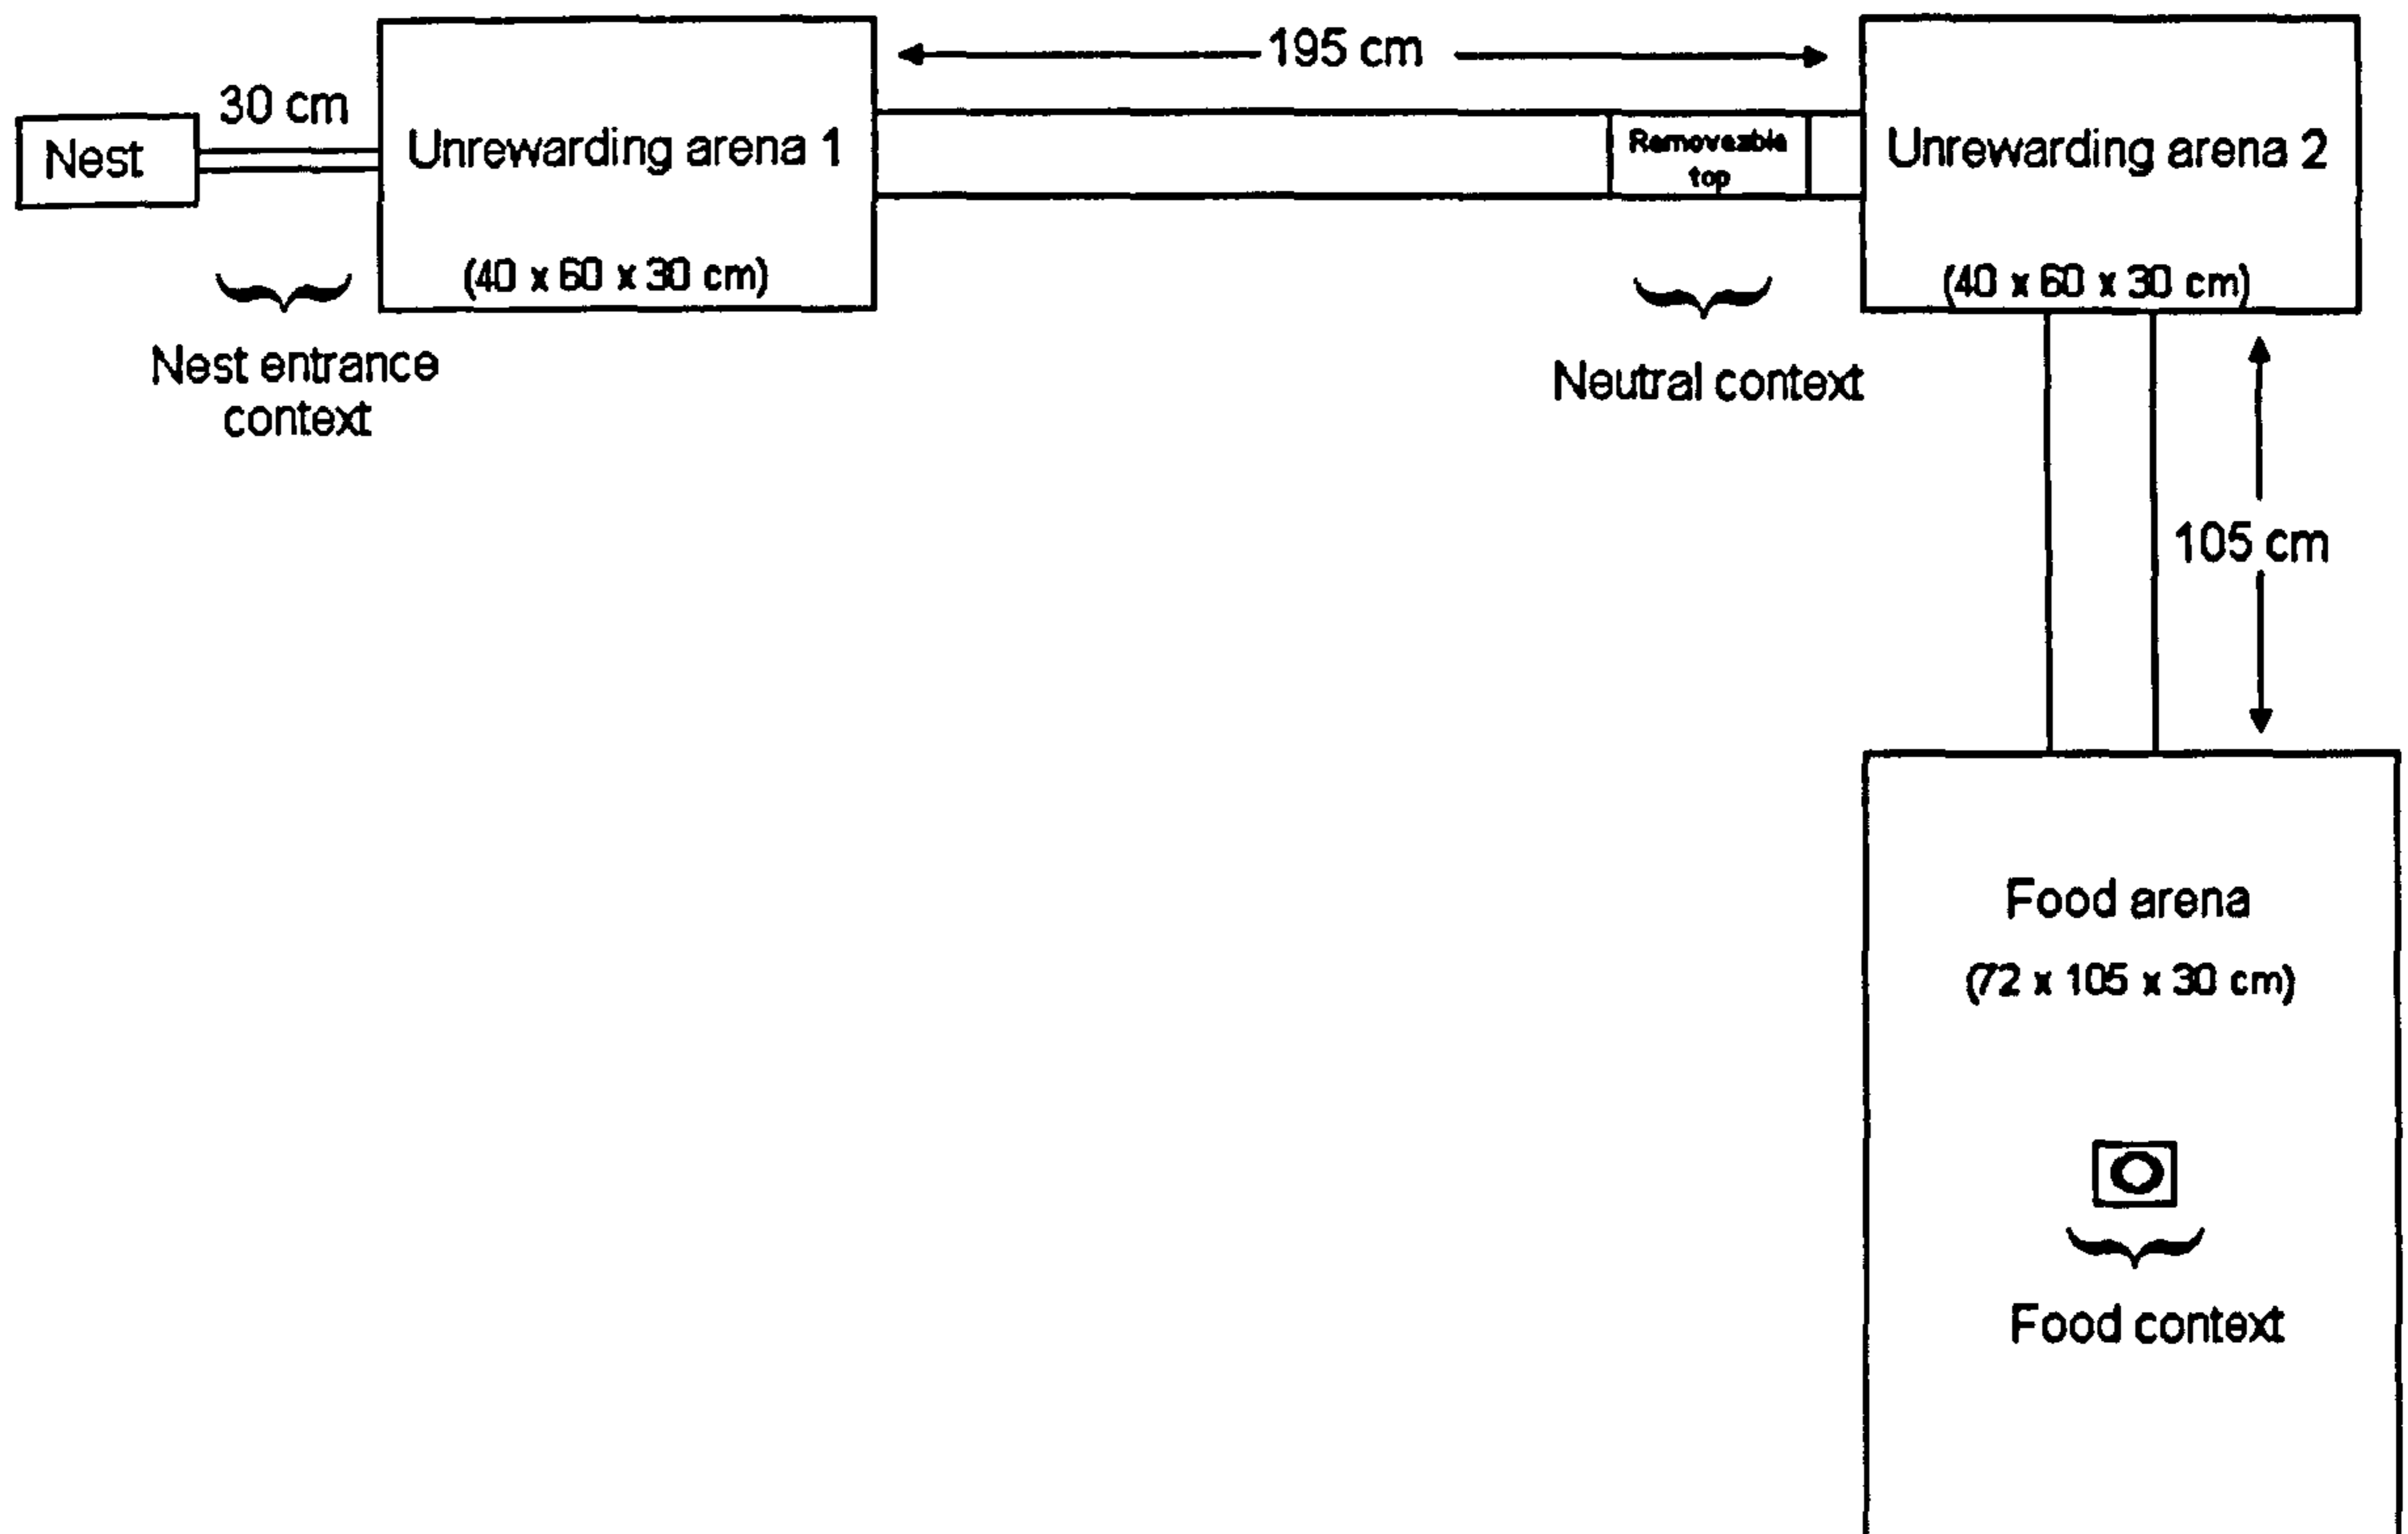 195 cm
30 cm
Nest
Unrewarding arena 1
Removeable
top
Unrewarding arena 2
(40 x 60 x 30 cm)
(40 x 60 x 30 cm)
Nest entrance
context
Neutral context
105 cm
Food arena
(72 x 105 x 30 cm)
Food context